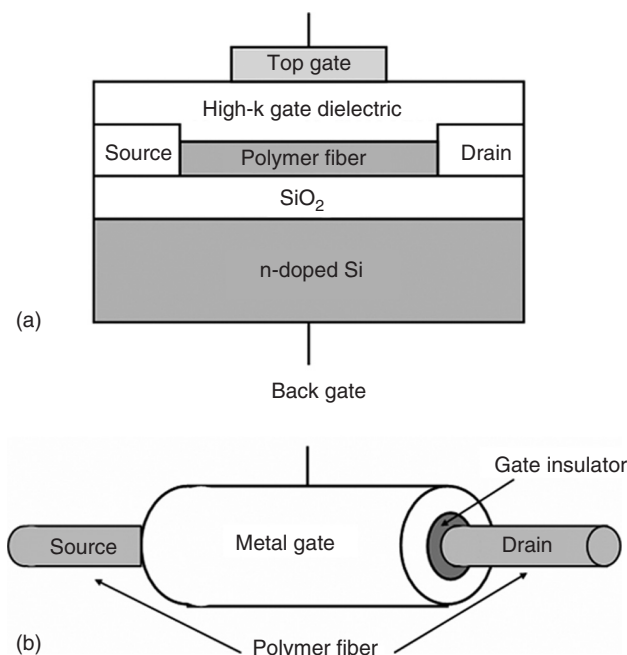 Top gate
High-k gate dielectric
Source
Polymer fiber
Drain
SiO₂
n-doped Si
(a)
Back gate
Gate insulator
Source
Metal gate
Drain
(b)
Polymer fiber